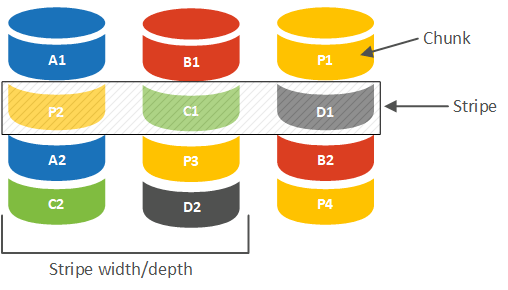 A1
B1
P1
Chunk
P2
C1
D1
Stripe
A2
P3
B2
C2
D2
P4
Stripe width/depth